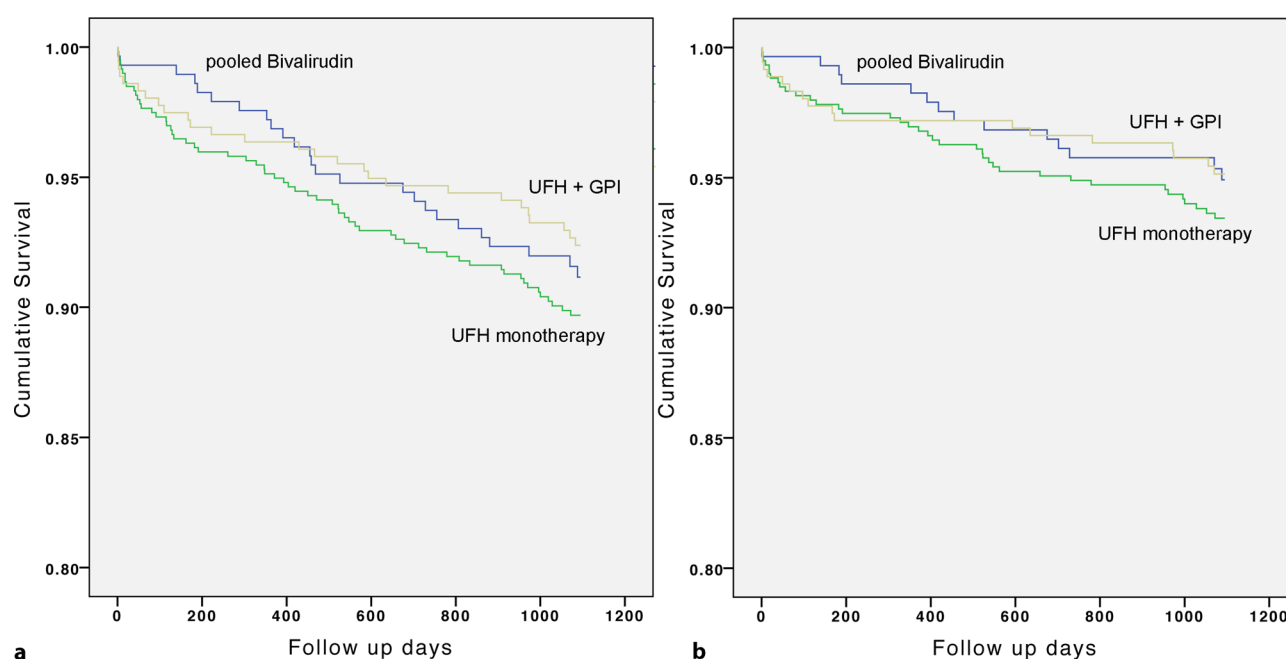 1.00
0.95
0.90
0.85
0.80
Cumulative Survival
pooled Bivalirudin
UFH + GPI
UFH monotherapy
0 200 400 600 800 1000 1200
Follow up days
a
1.00
0.95
0.90
0.85
0.80
Cumulative Survival
pooled Bivalirudin
UFH + GPI
UFH monotherapy
0 200 400 600 800 1000 1200
Follow up days
b